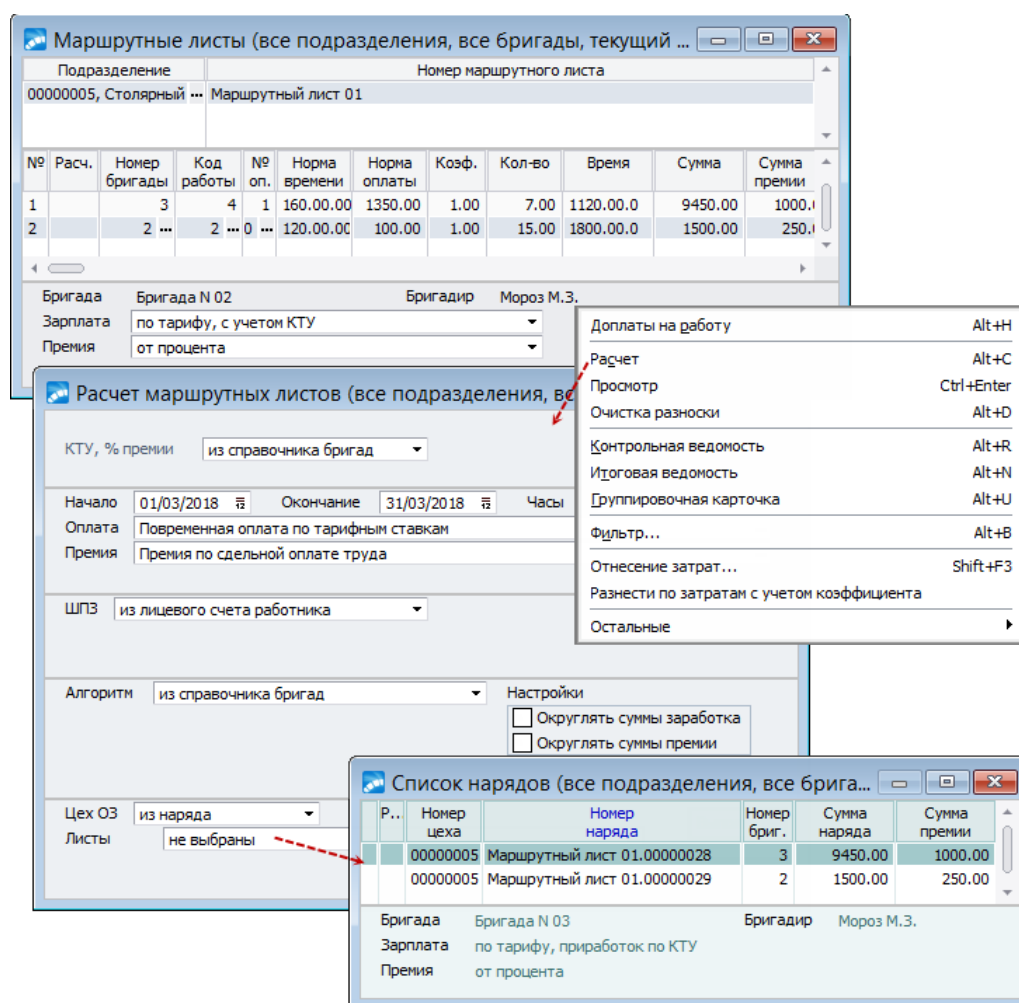 Маршрутные листы (все подразделения, все бригады, текущий ...
Подразделение Номер маршрутного листа
00000005, Столярный ... Маршрутный лист 01
№ Расч. Номер бригады Код работы № оп. Норма времени Норма оплаты Коэф. Кол-во Время Сумма Сумма премии
1 3 4 1 160.00.00 1350.00 1.00 7.00 1120.00.0 9450.00 1000.
2 2 ... 2 ... 0 ... 120.00.00 100.00 1.00 15.00 1800.00.0 1500.00 250.
Бригада Бригада N 02 Бригадир Мороз М.З.
Зарплата по тарифу, с учетом КТУ
Премия от процента
Доплаты на работу Alt+H
Расчет Alt+C
Просмотр Ctrl+Enter
Очистка разноски Alt+D
Контрольная ведомость Alt+R
Итоговая ведомость Alt+N
Группировочная карточка Alt+U
Фильтр... Alt+B
Отнесение затрат... Shift+F3
Разнести по затратам с учетом коэффициента
Остальные
Расчет маршрутных листов (все подразделения, вс
КТУ, % премии из справочника бригад
Начало 01/03/2018 Окончание 31/03/2018 Часы
Оплата Повременная оплата по тарифным ставкам
Премия Премия по сдельной оплате труда
ШПЗ из лицевого счета работника
Алгоритм из справочника бригад Настройки
Округлять суммы заработка
Округлять суммы премии
Цех ОЗ из наряда
Листы не выбраны
Список нарядов (все подразделения, все брига...
Р... Номер цеха Номер наряда Номер бриг. Сумма наряда Сумма премии
00000005 Маршрутный лист 01.00000028 3 9450.00 1000.00
00000005 Маршрутный лист 01.00000029 2 1500.00 250.00
Бригада Бригада N 03 Бригадир Мороз М.З.
Зарплата по тарифу, приработок по КТУ
Премия от процента